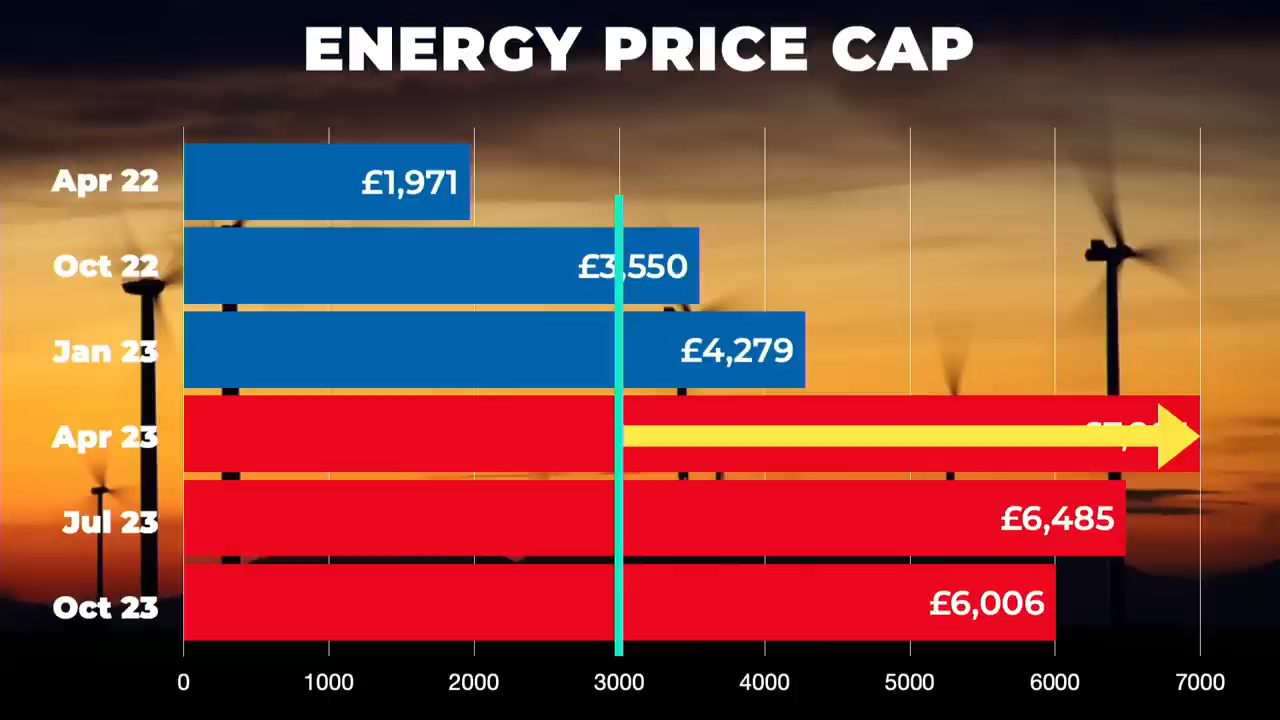 ENERGY PRICE CAP
Apr 22 £1,971
Oct 22 £3,550
Jan 23 £4,279
Apr 23
Jul 23 £6,485
Oct 23 £6,006
0 1000 2000 3000 4000 5000 6000 7000